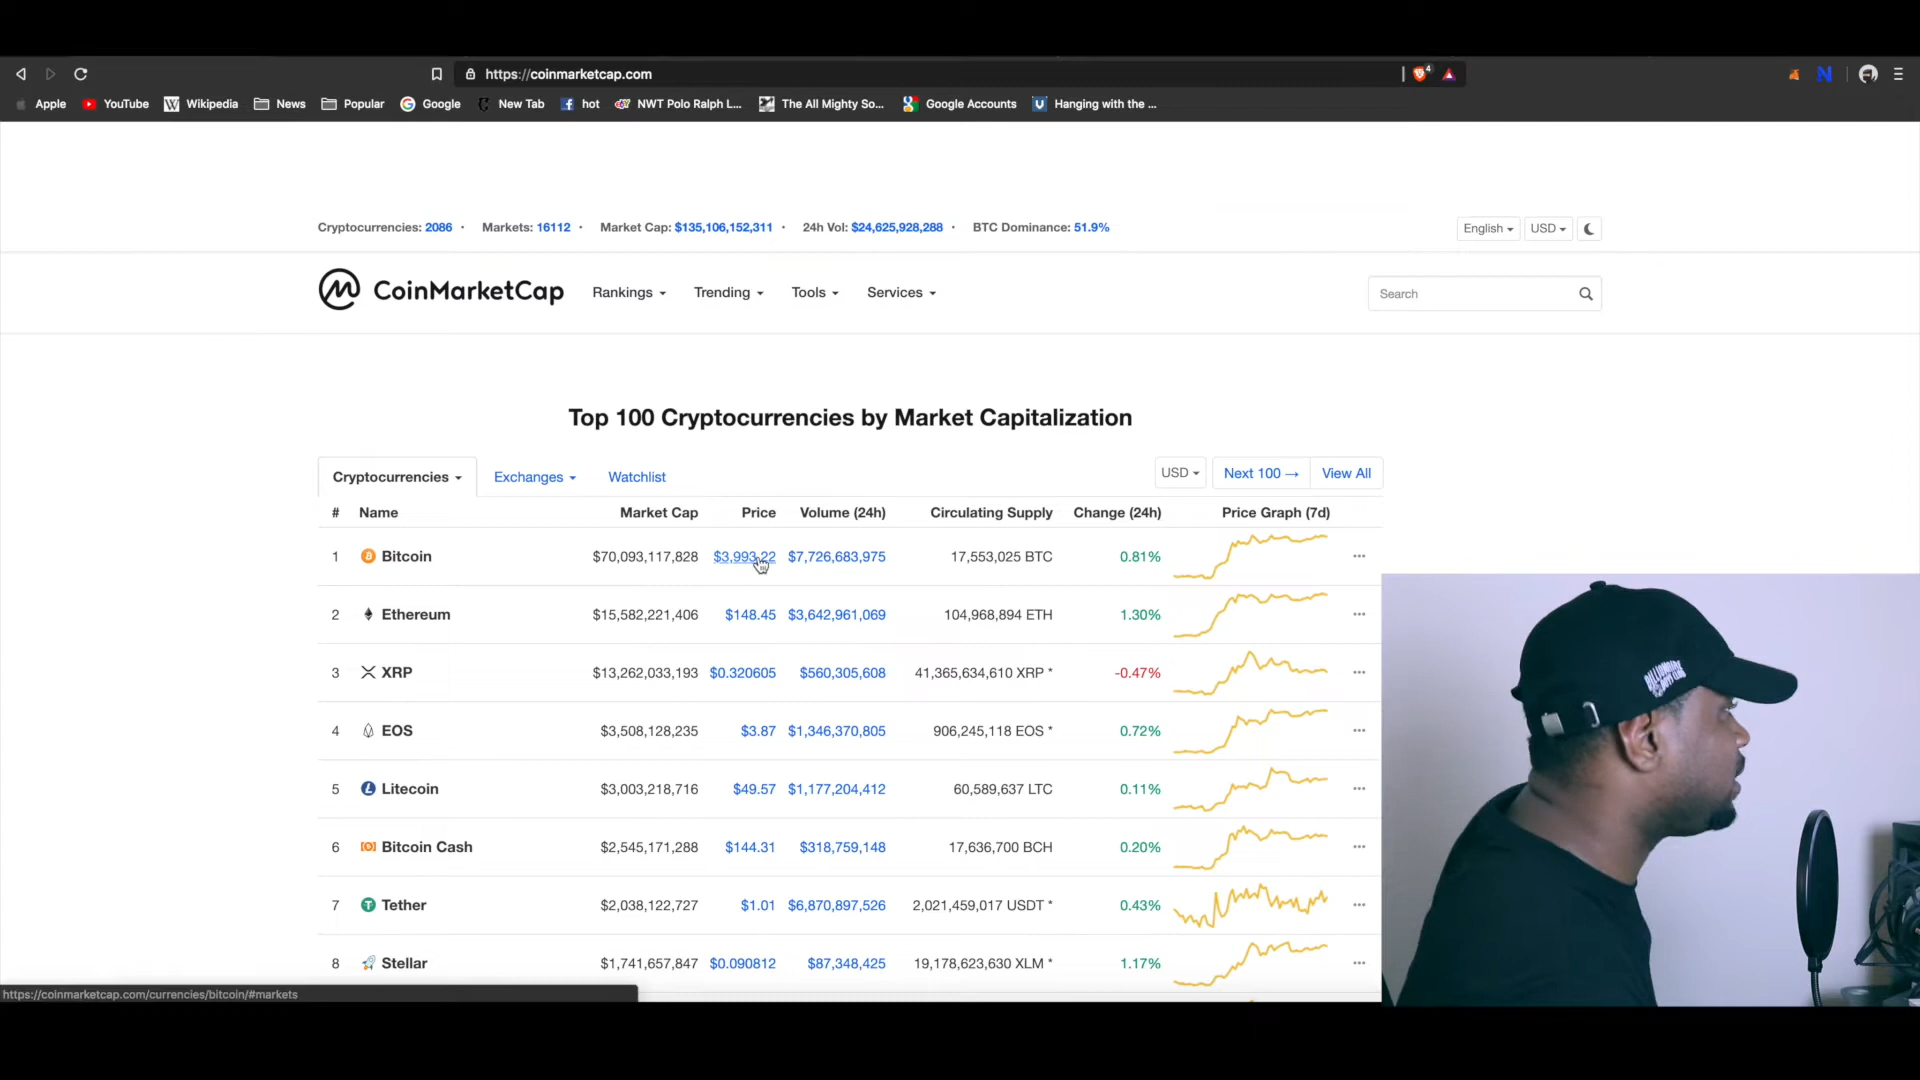 https://coinmarketcap.com
4
Apple YouTube Wikipedia News Popular Google New Tab hot NWT Polo Ralph L... The All Mighty So... Google Accounts Hanging with the ...
Cryptocurrencies: 2086 • Markets: 16112 • Market Cap: $135,106,152,311 • 24h Vol: $24,625,928,288 • BTC Dominance: 51.9%
English USD
CoinMarketCap Rankings Trending Tools Services
Search
Top 100 Cryptocurrencies by Market Capitalization
Cryptocurrencies Exchanges Watchlist USD Next 100 → View All
# Name Market Cap Price Volume (24h) Circulating Supply Change (24h) Price Graph (7d)
1 Bitcoin $70,093,117,828 $3,993.22 $7,726,683,975 17,553,025 BTC 0.81%
2 Ethereum $15,582,221,406 $148.45 $3,642,961,069 104,968,894 ETH 1.30%
3 XRP $13,262,033,193 $0.320605 $560,305,608 41,365,634,610 XRP * -0.47%
4 EOS $3,508,128,235 $3.87 $1,346,370,805 906,245,118 EOS * 0.72%
5 Litecoin $3,003,218,716 $49.57 $1,177,204,412 60,589,637 LTC 0.11%
6 Bitcoin Cash $2,545,171,288 $144.31 $318,759,148 17,636,700 BCH 0.20%
7 Tether $2,038,122,727 $1.01 $6,870,897,526 2,021,459,017 USDT * 0.43%
8 Stellar $1,741,657,847 $0.090812 $87,348,425 19,178,623,630 XLM * 1.17%
https://coinmarketcap.com/currencies/bitcoin/#markets
BILLIONAIRE